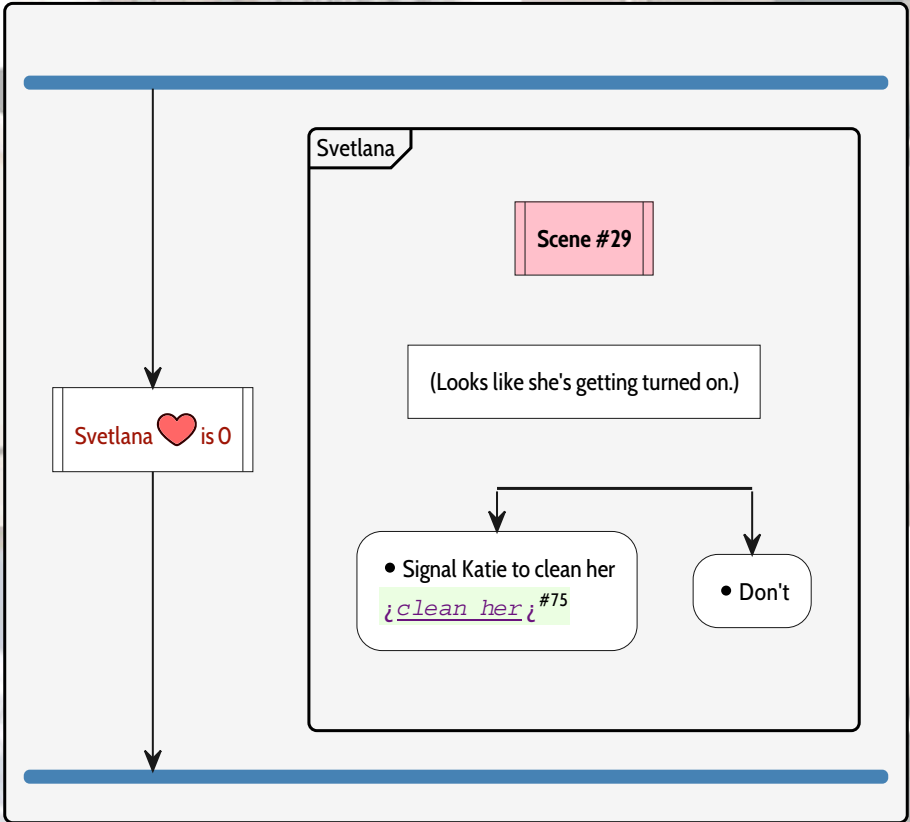 Svetlana
Scene #29
(Looks like she's getting turned on.)
Svetlana ❤ is 0
• Signal Katie to clean her
¿clean her¿#75
• Don't